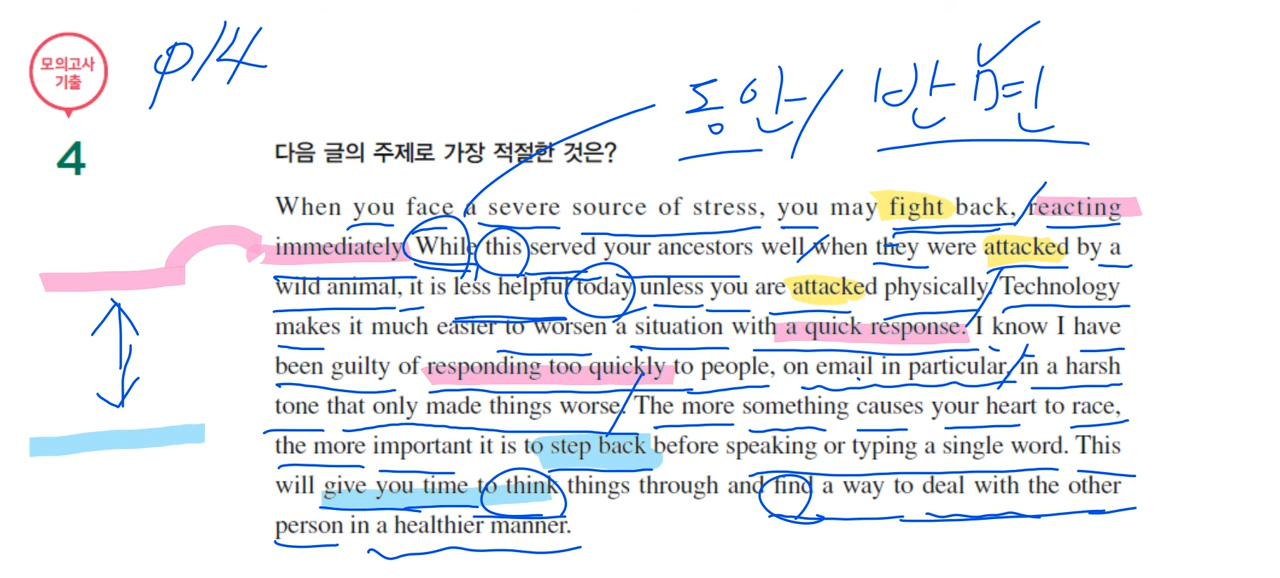 모의고사
기출
p14
동안/ 반면
4
다음 글의 주제로 가장 적절한 것은?
When you face a severe source of stress, you may fight back, reacting
immediately. While this served your ancestors well when they were attacked by a
wild animal, it is less helpful today unless you are attacked physically. Technology
makes it much easier to worsen a situation with a quick response. I know I have
been guilty of responding too quickly to people, on email in particular, in a harsh
tone that only made things worse. The more something causes your heart to race,
the more important it is to step back before speaking or typing a single word. This
will give you time to think things through and find a way to deal with the other
person in a healthier manner.